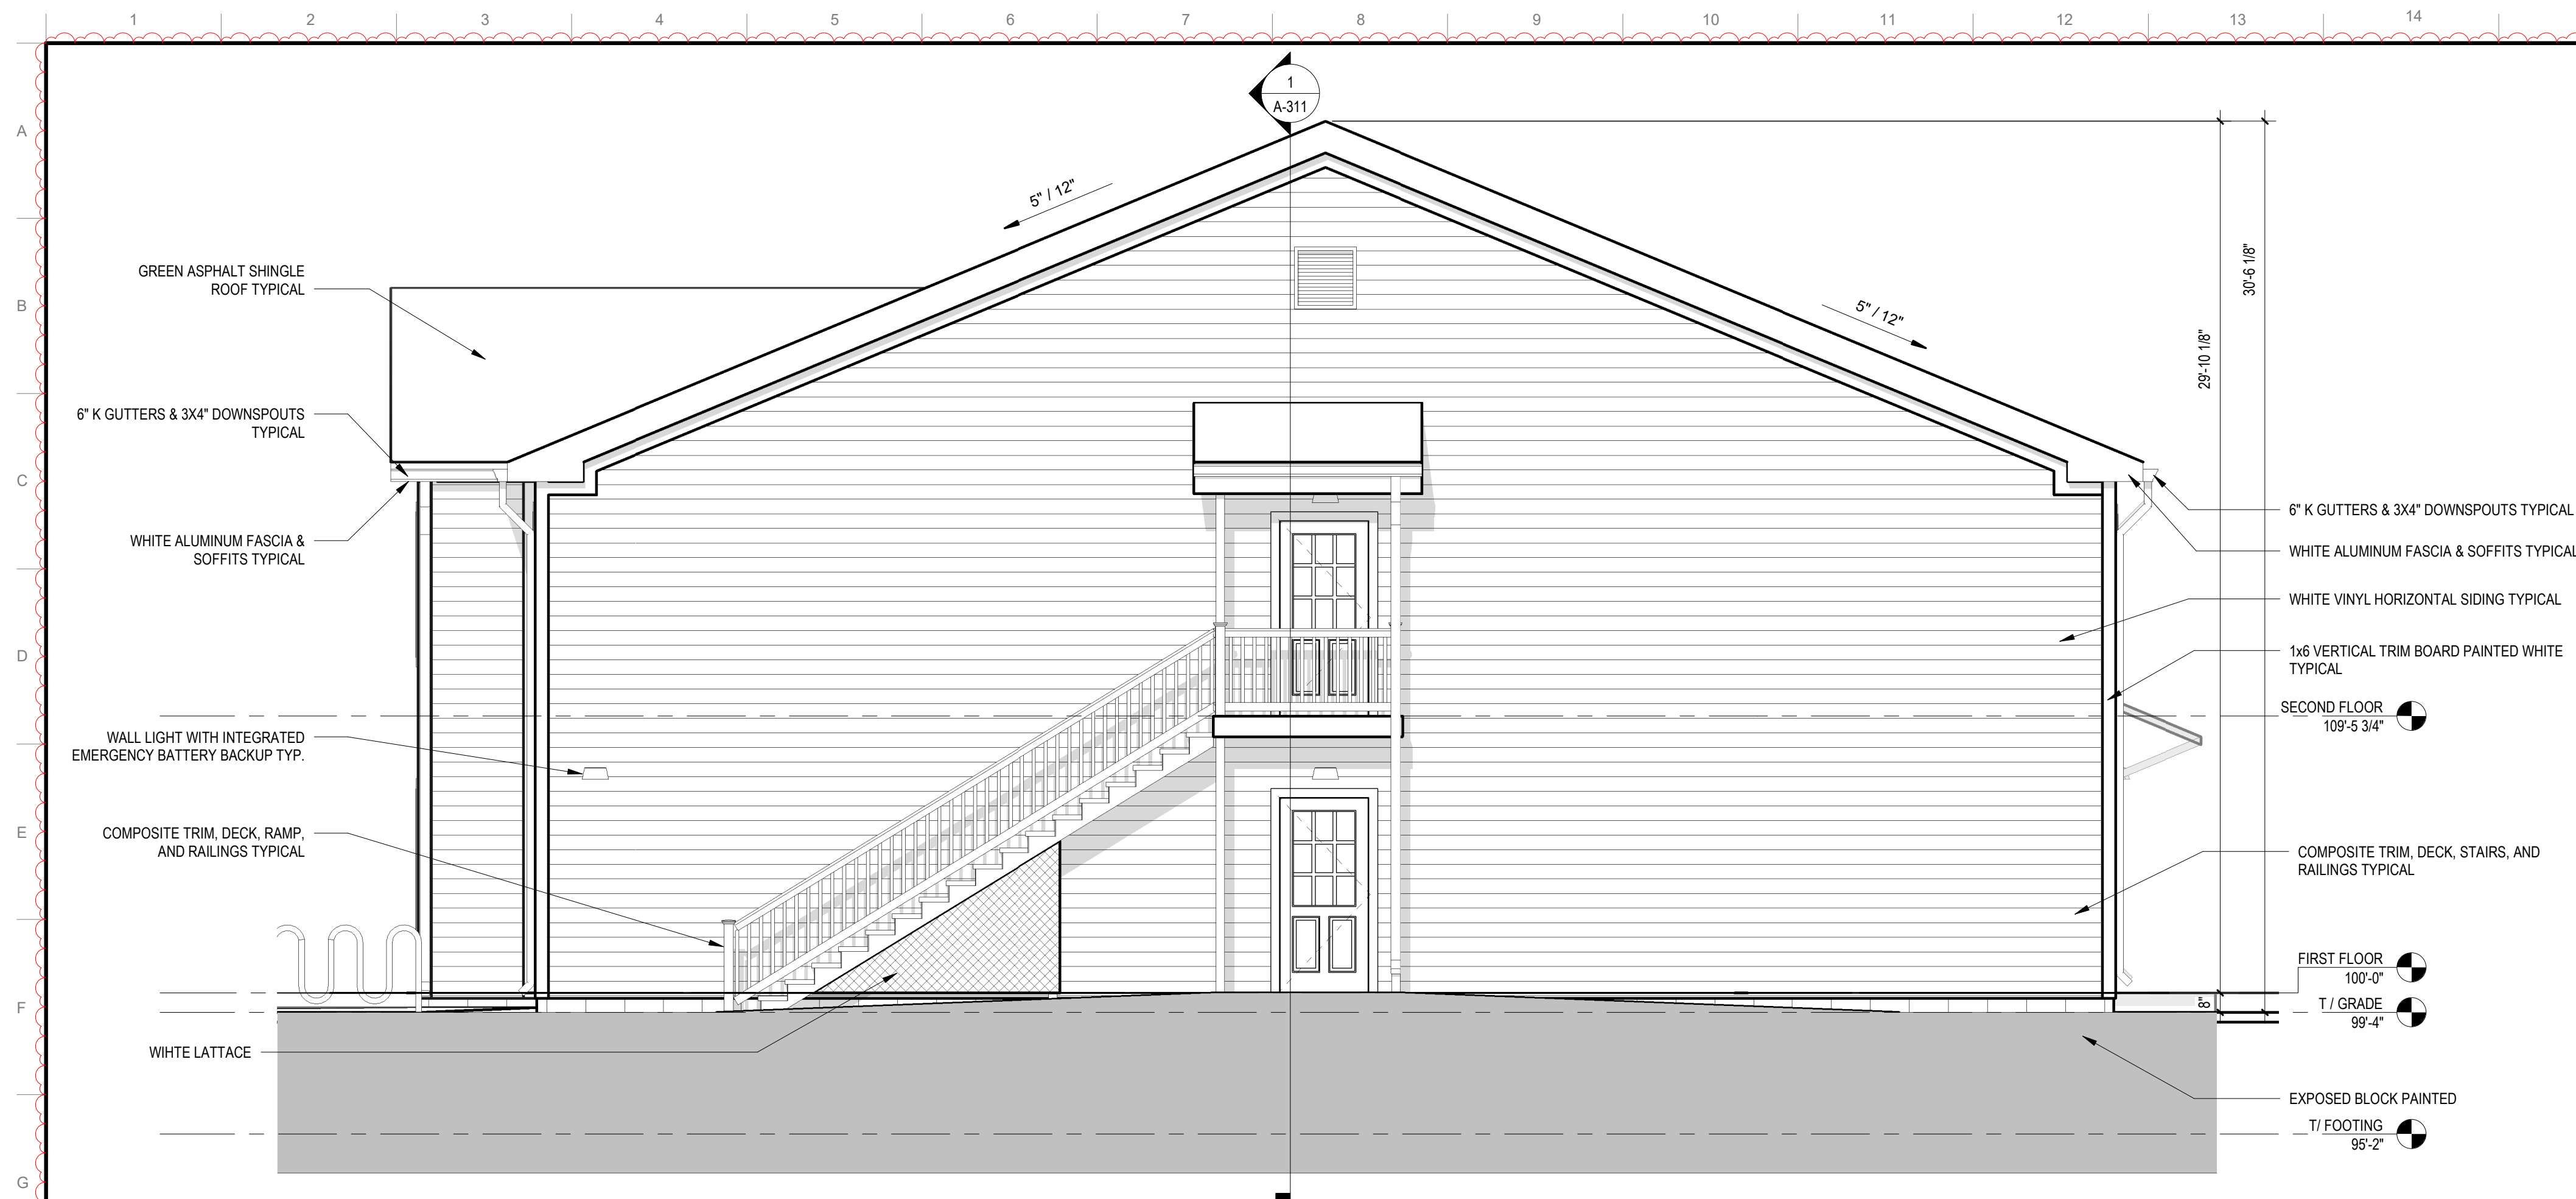 1 2 3 4 5 6 7 8 9 10 11 12 13 14
A
B
C
D
E
F
G
1
A-311
5" / 12"
5" / 12"
GREEN ASPHALT SHINGLE
ROOF TYPICAL
6" K GUTTERS & 3X4" DOWNSPOUTS
TYPICAL
WHITE ALUMINUM FASCIA &
SOFFITS TYPICAL
WALL LIGHT WITH INTEGRATED
EMERGENCY BATTERY BACKUP TYP.
COMPOSITE TRIM, DECK, RAMP,
AND RAILINGS TYPICAL
WIHTE LATTACE
30'-6 1/8"
29'-10 1/8"
8"
6" K GUTTERS & 3X4" DOWNSPOUTS TYPICAL
WHITE ALUMINUM FASCIA & SOFFITS TYPICAL
WHITE VINYL HORIZONTAL SIDING TYPICAL
1x6 VERTICAL TRIM BOARD PAINTED WHITE
TYPICAL
SECOND FLOOR
109'-5 3/4"
COMPOSITE TRIM, DECK, STAIRS, AND
RAILINGS TYPICAL
FIRST FLOOR
100'-0"
T / GRADE
99'-4"
EXPOSED BLOCK PAINTED
T/ FOOTING
95'-2"